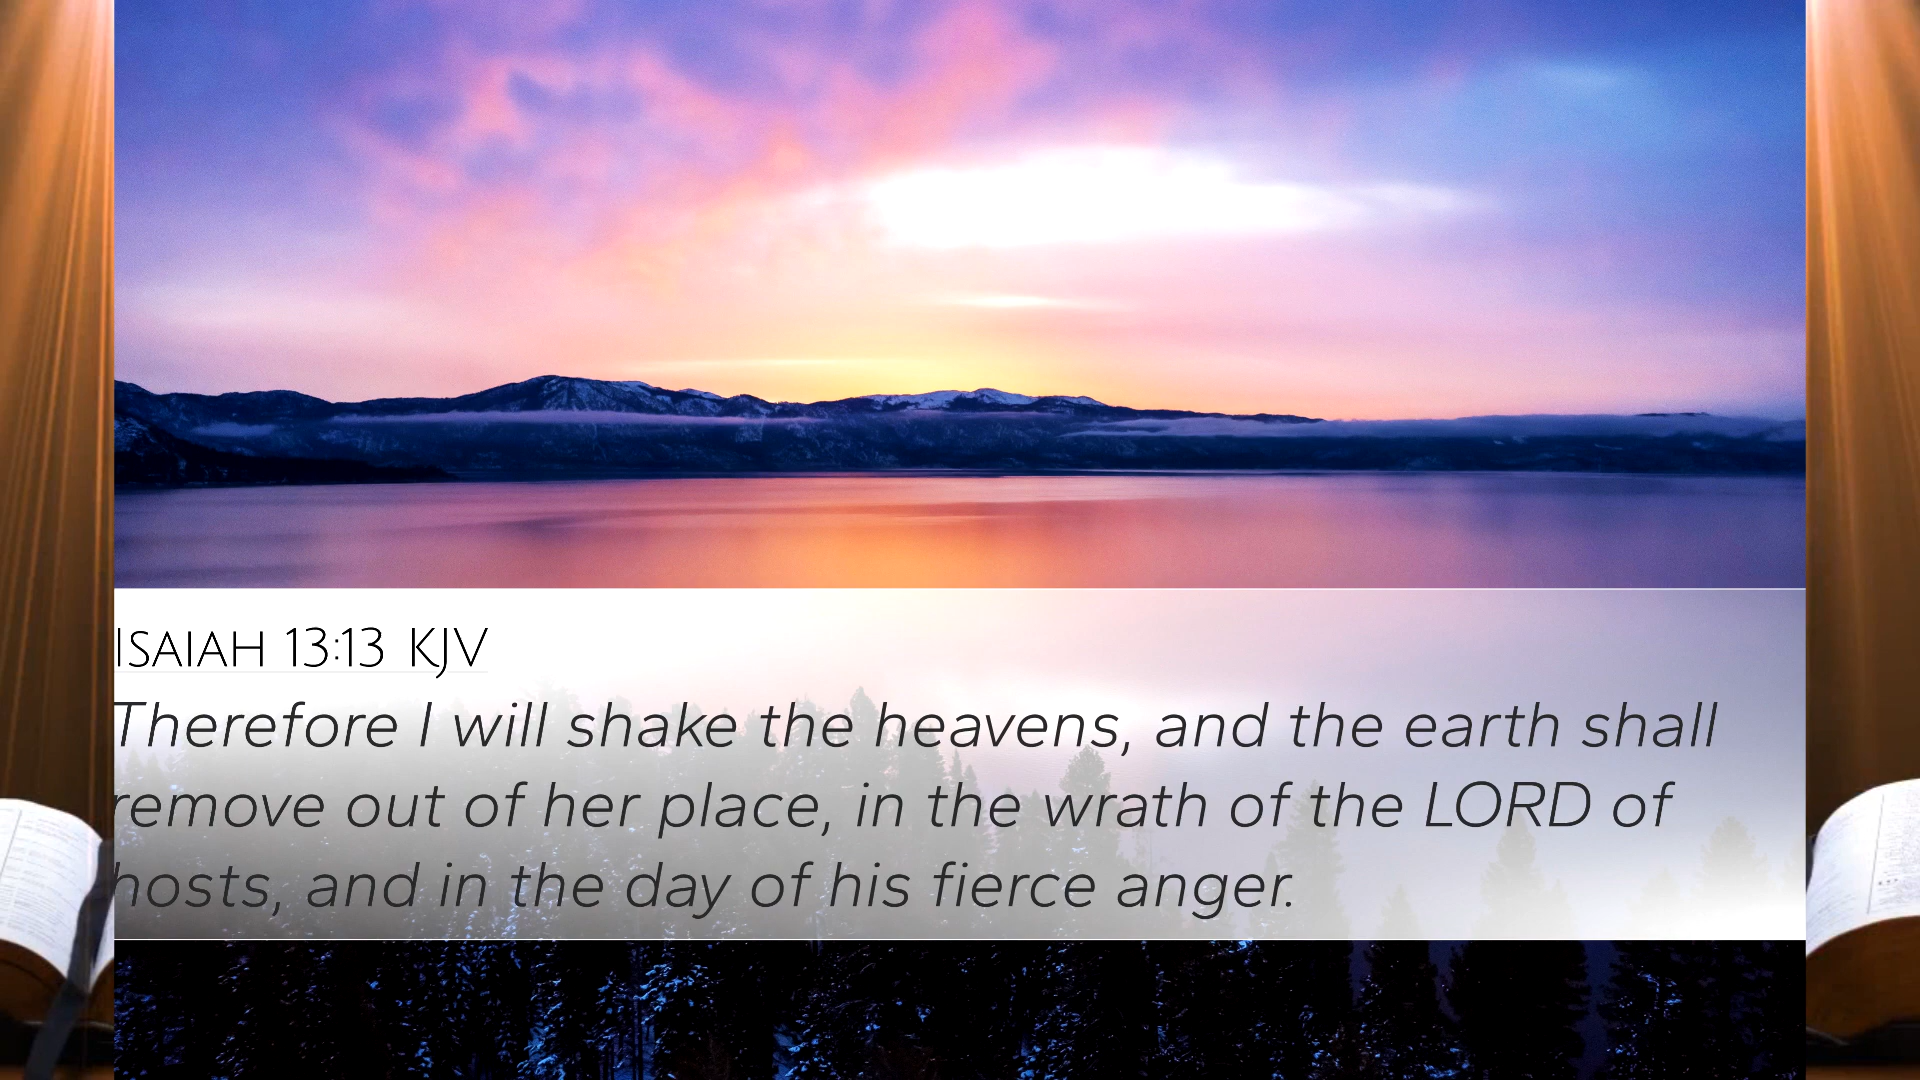 ISAIAH 13:13 KJV
Therefore I will shake the heavens, and the earth shall
remove out of her place, in the wrath of the LORD of
hosts, and in the day of his fierce anger.